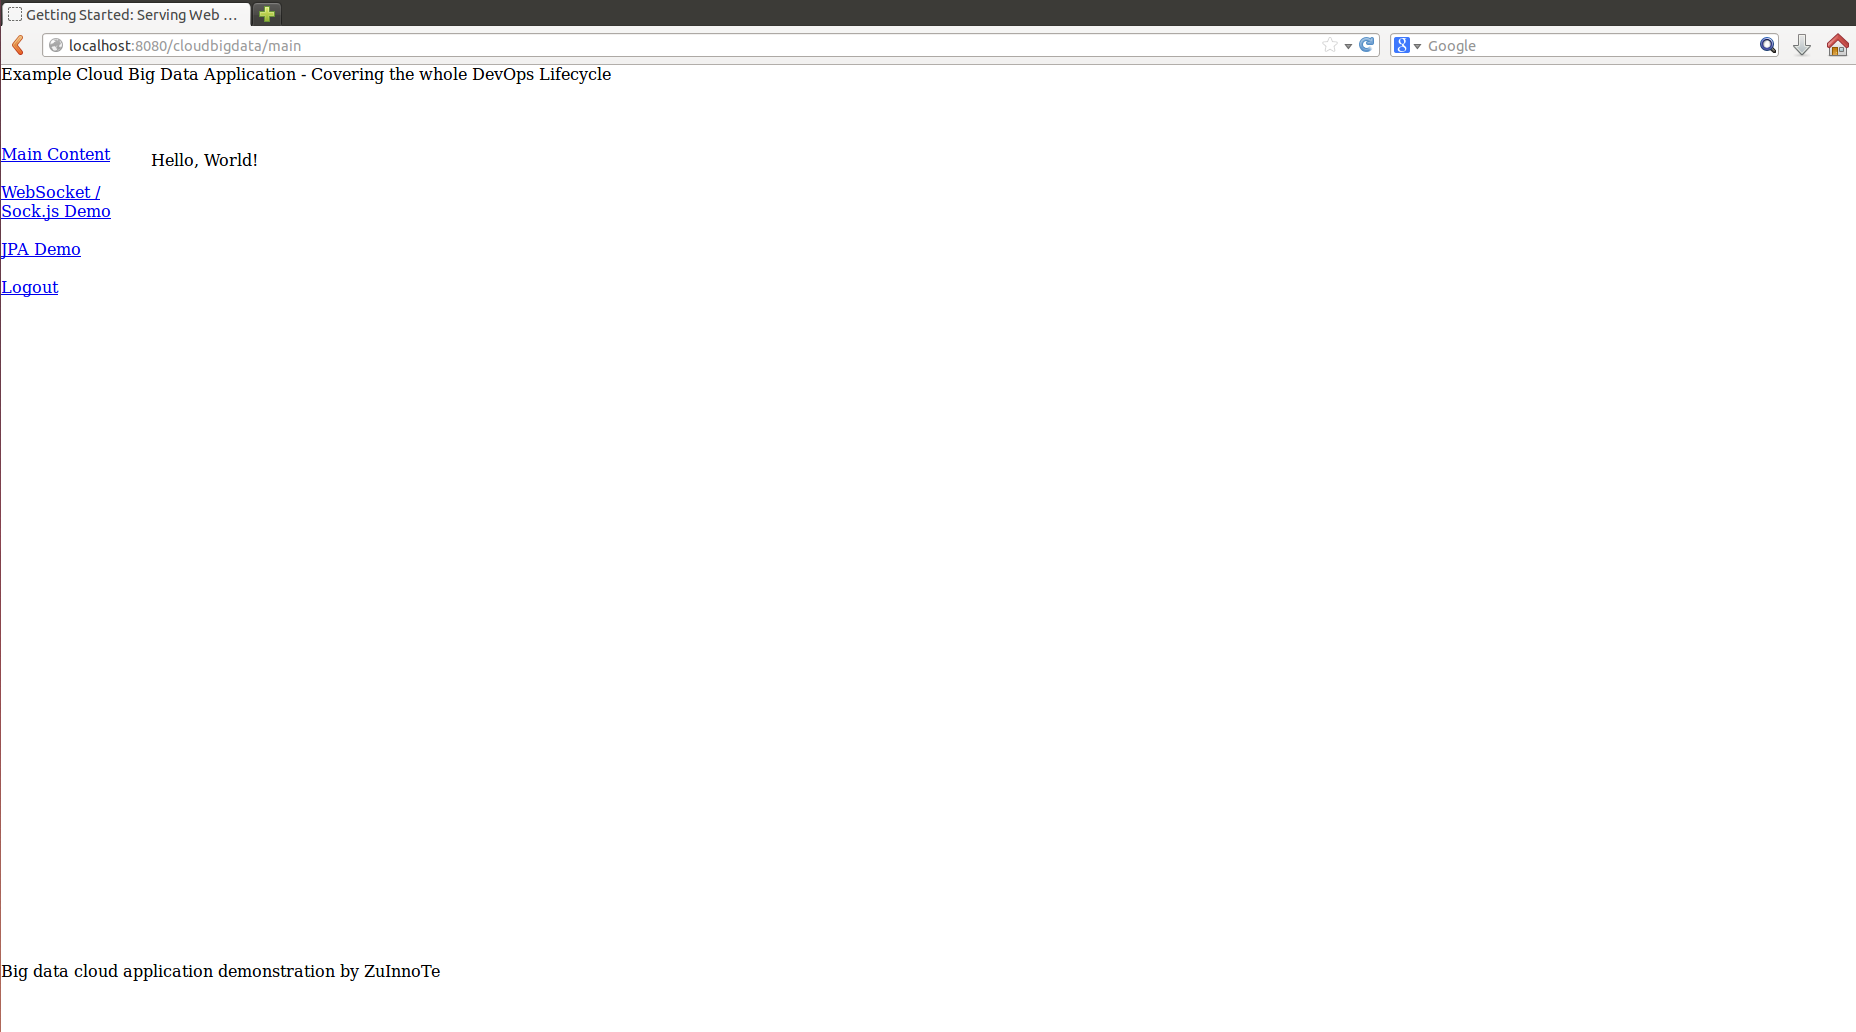 Getting Started: Serving Web ...
localhost:8080/cloudbigdata/main
Google
Example Cloud Big Data Application - Covering the whole DevOps Lifecycle
Main Content
Hello, World!
WebSocket /
Sock.js Demo
JPA Demo
Logout
Big data cloud application demonstration by ZuInnoTe